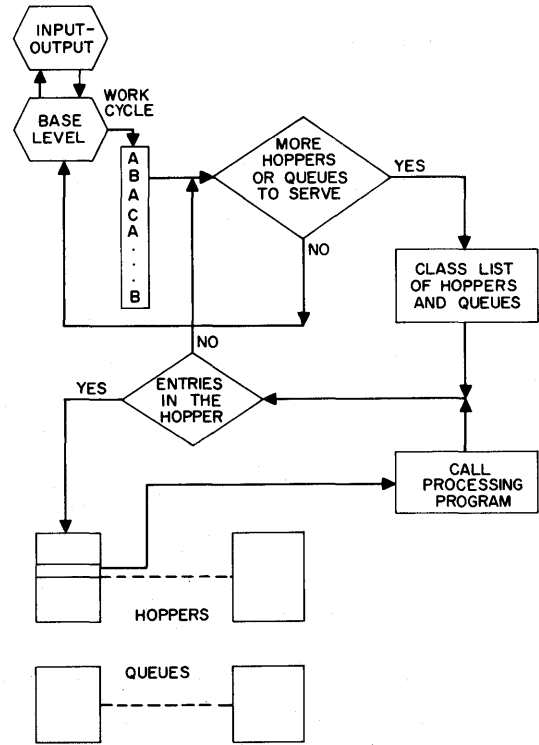 INPUT-
OUTPUT
BASE
LEVEL
WORK
CYCLE
A
B
A
C
A
.
.
.
B
MORE
HOPPERS
OR QUEUES
TO SERVE
YES
NO
CLASS LIST
OF HOPPERS
AND QUEUES
NO
YES
ENTRIES
IN THE
HOPPER
CALL
PROCESSING
PROGRAM
HOPPERS
QUEUES